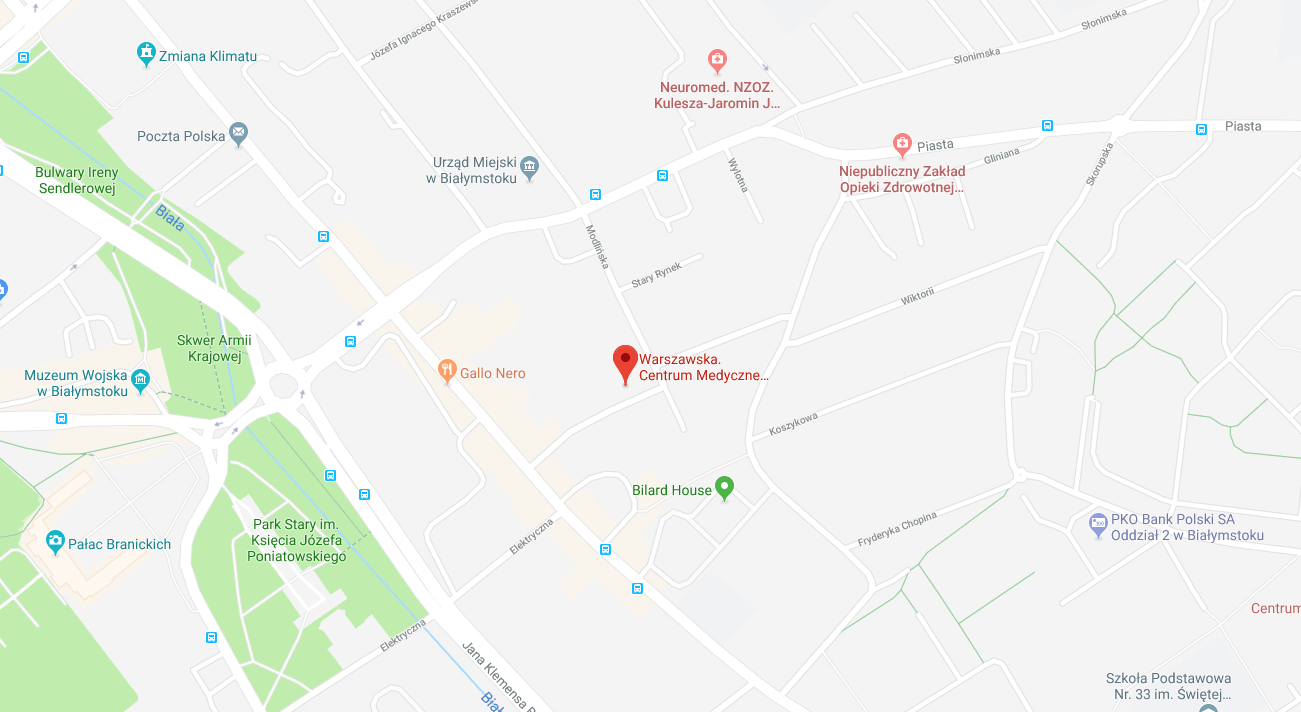 Józefa Ignacego Kraszews
Słonimska
Słonimska
Zmiana Klimatu
Neuromed. NZOZ.
Kulesza-Jaromin J...
Poczta Polska
Piasta
Piasta
Gliniana
Skorupska
Urząd Miejski
w Białymstoku
Wylotna
Niepubliczny Zakład
Opieki Zdrowotnej...
Bulwary Ireny
Sendlerowej
Biała
Modlińska
Stary Rynek
Wiktorii
Skwer Armii
Krajowej
Muzeum Wojska
w Białymstoku
Gallo Nero
Warszawska.
Centrum Medyczne...
Koszykowa
Bilard House
Park Stary im.
Księcia Józefa
Poniatowskiego
Pałac Branickich
Elektryczna
Fryderyka Chopina
PKO Bank Polski SA
Oddział 2 w Białymstoku
Centrum
Elektryczna
Jana Klemensa
Biał
Szkoła Podstawowa
Nr. 33 im. Świętej...